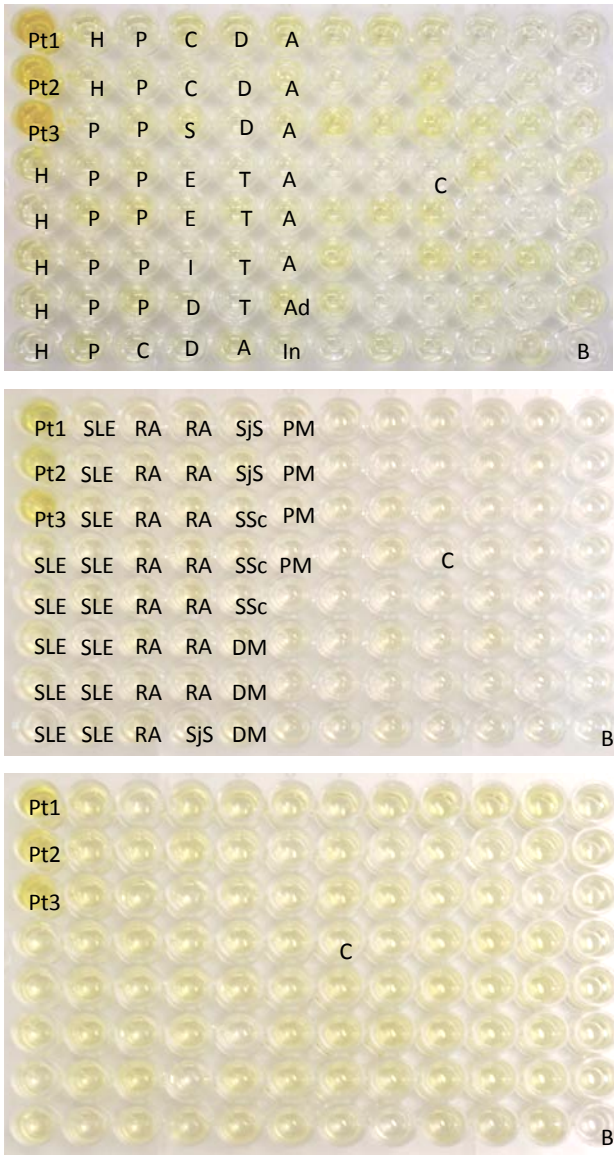 Pt1 H P C D A
Pt2 H P C D A
Pt3 P P S D A
H P P E T A C
H P P E T A
H P P I T A
H P P D T Ad
H P C D A In B
Pt1 SLE RA RA SjS PM
Pt2 SLE RA RA SjS PM
Pt3 SLE RA RA SSc PM
SLE SLE RA RA SSc PM C
SLE SLE RA RA SSc
SLE SLE RA RA DM
SLE SLE RA RA DM
SLE SLE RA SjS DM B
Pt1
Pt2
Pt3
C
B